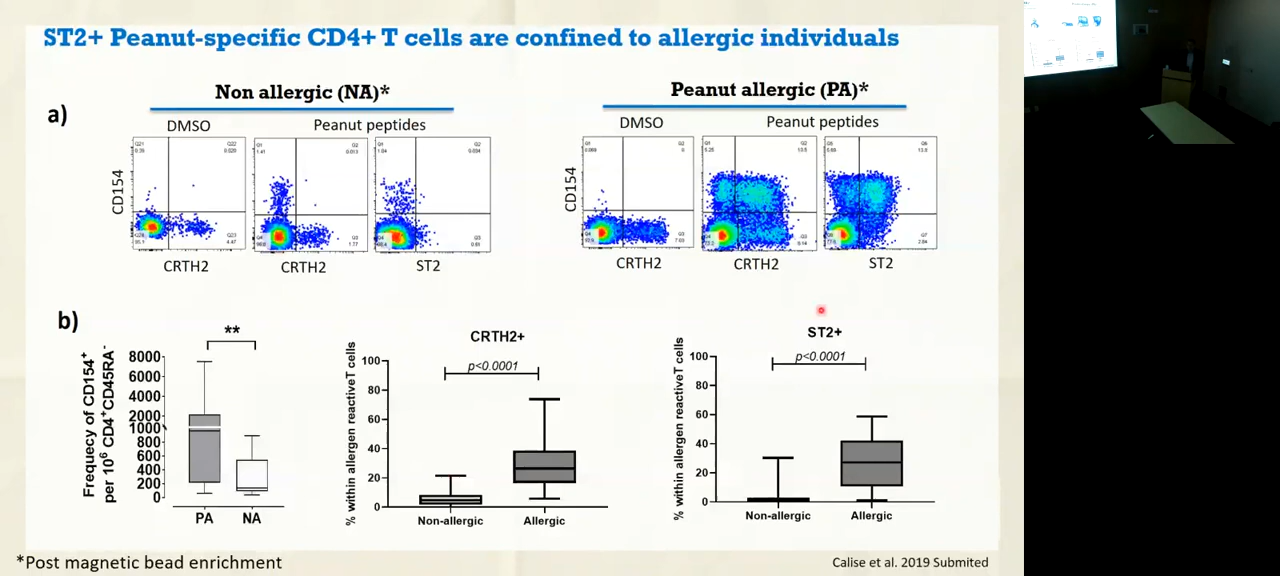 ST2+ Peanut-specific CD4+ T cells are confined to allergic individuals
a)
Non allergic (NA)*
Peanut allergic (PA)*
DMSO
Peanut peptides
DMSO
Peanut peptides
CD154
CRTH2
CRTH2
ST2
CD154
CRTH2
CRTH2
ST2
b)
**
Frequecy of CD154+
per 10^6 CD4+CD45RA-
8000
6000
4000
2000
1000
800
600
400
200
0
PA
NA
CRTH2+
p<0.0001
% within allergen reactiveT cells
100
80
60
40
20
0
Non-allergic
Allergic
ST2+
p<0.0001
% within allergen reactive T cells
100
80
60
40
20
0
Non-allergic
Allergic
*Post magnetic bead enrichment
Calise et al. 2019 Submited